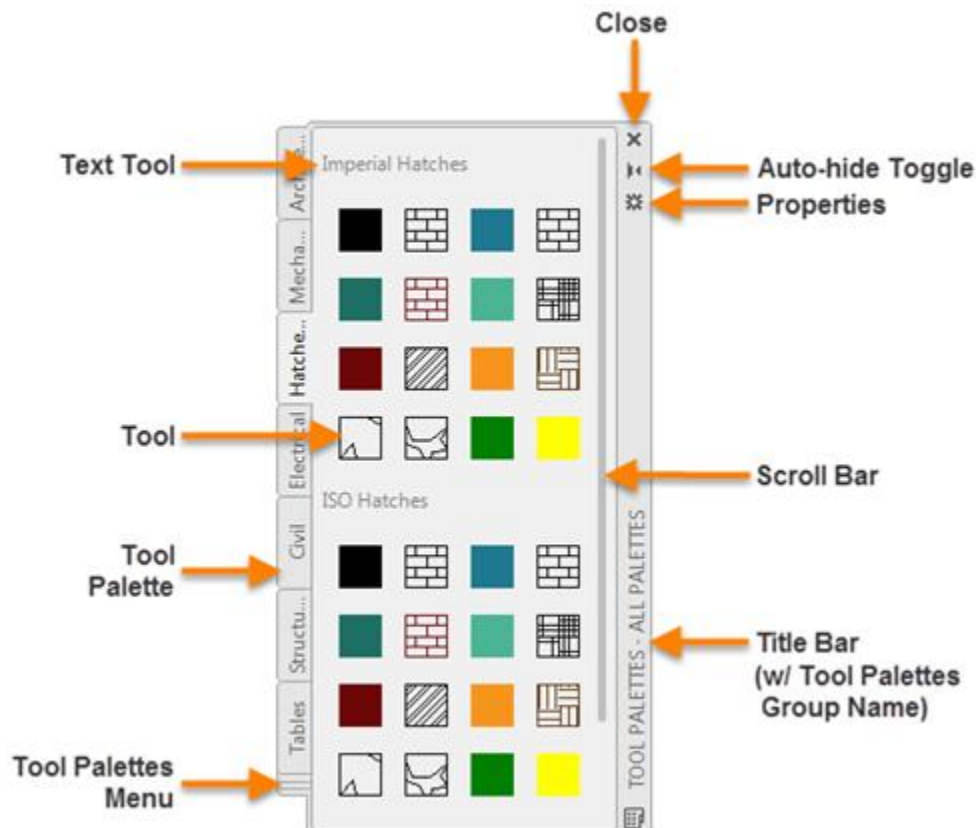 Close
Text Tool
Auto-hide Toggle
Properties
Imperial Hatches
Arch e...
Mecha...
Hatche...
Electrical
Civil
Structu...
Tables
Tool
Scroll Bar
ISO Hatches
Tool
Palette
TOOL PALETTES - ALL PALETTES
Title Bar
(w/ Tool Palettes
Group Name)
Tool Palettes
Menu